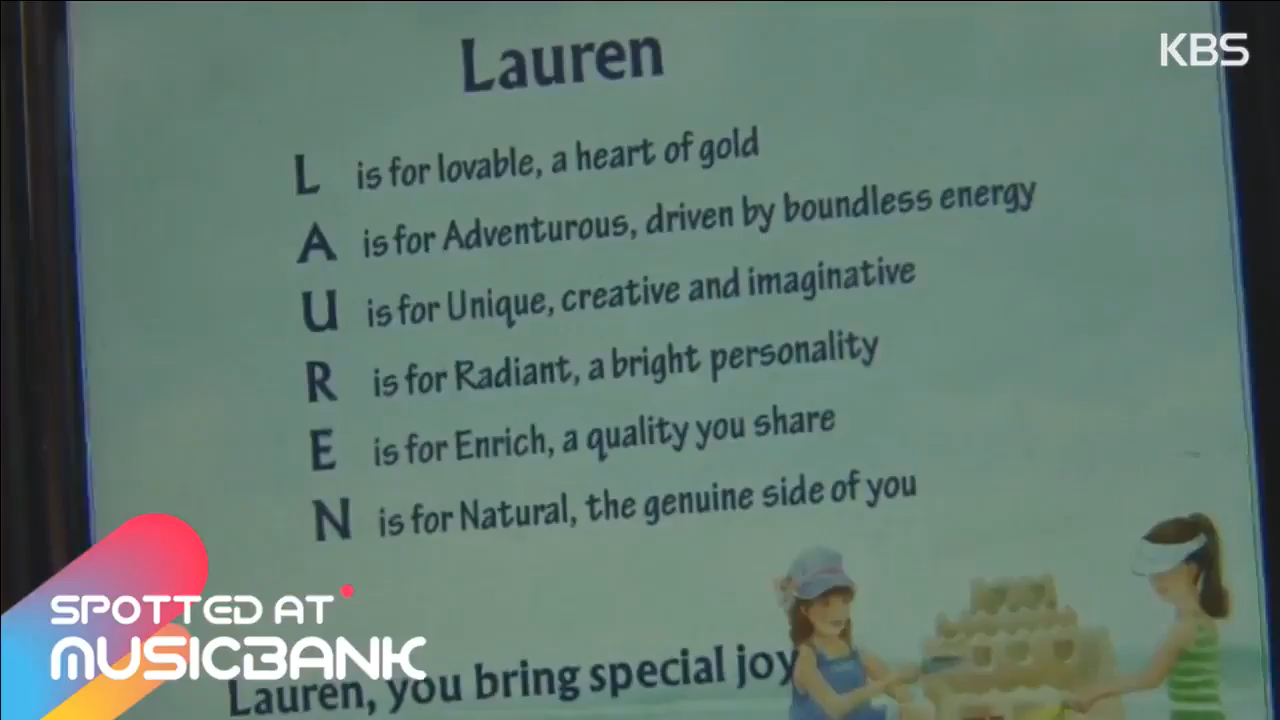 KBS
Lauren
L is for lovable, a heart of gold
A is for Adventurous, driven by boundless energy
U is for Unique, creative and imaginative
R is for Radiant, a bright personality
E is for Enrich, a quality you share
N is for Natural, the genuine side of you
SPOTTED AT
MUSICBANK
Lauren, you bring special joy